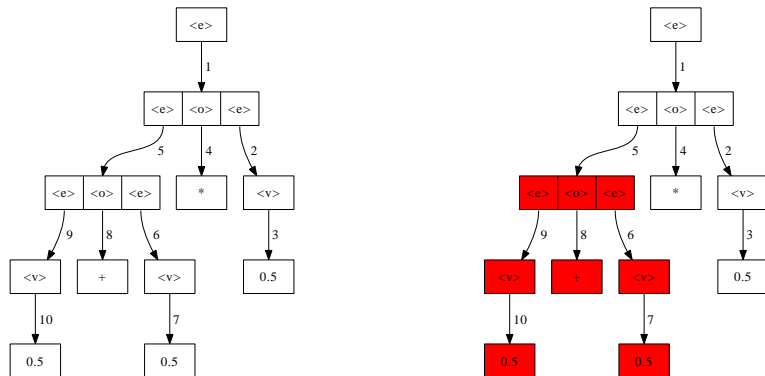 <e> <e>
1 1
<e> <o> <e> <e> <o> <e>
5 4 2 5 4 2
<e> <o> <e> * <v> <e> <o> <e> * <v>
9 8 6 3 9 8 6 3
<v> + <v> 0.5 <v> + <v> 0.5
10 7 10 7
0.5 0.5 0.5 0.5